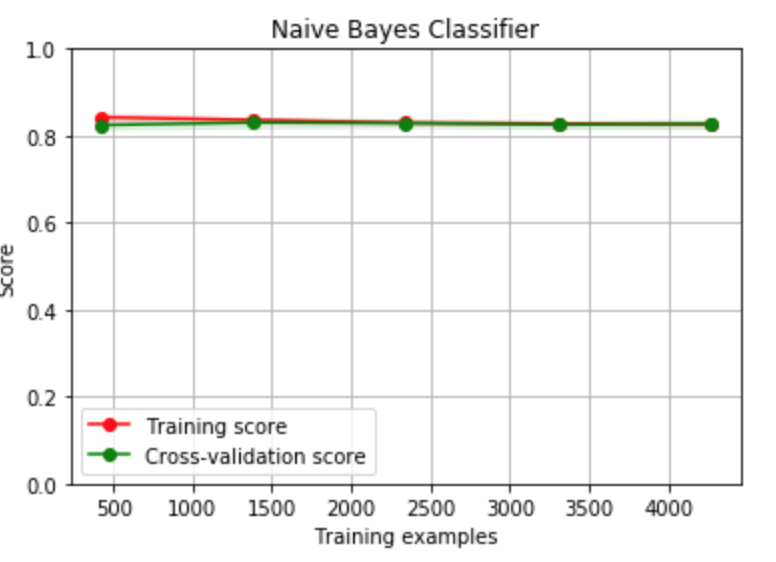 Naive Bayes Classifier
1.0
0.8
0.6
0.4
0.2
0.0
Score
Training score
Cross-validation score
500 1000 1500 2000 2500 3000 3500 4000
Training examples